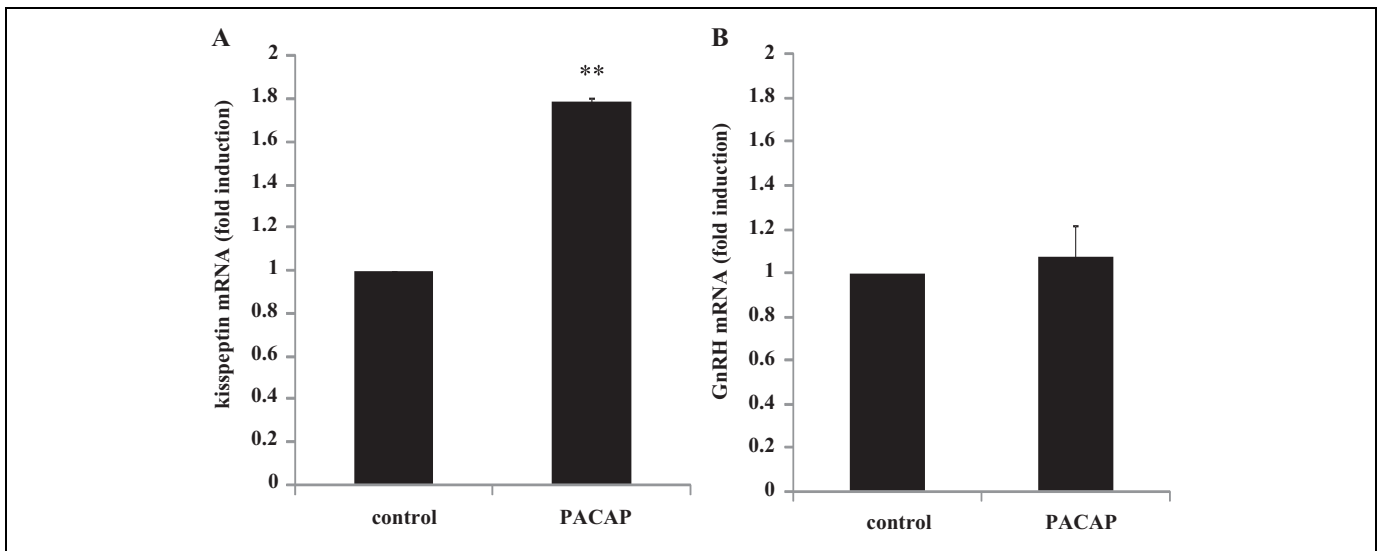 A
kisspeptin mRNA (fold induction)
2
1.8
1.6
1.4
1.2
1
0.8
0.6
0.4
0.2
0
**
control
PACAP
B
GnRH mRNA (fold induction)
2
1.8
1.6
1.4
1.2
1
0.8
0.6
0.4
0.2
0
control
PACAP